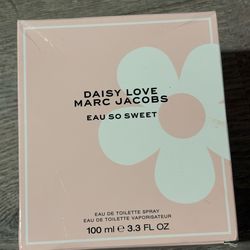 DAISY LOVE
MARC JACOBS
EAU SO SWEET
EAU DE TOILETTE SPRAY
EAU DE TOILETTE VAPORISATEUR
100 ml ℮ 3.3 FL OZ